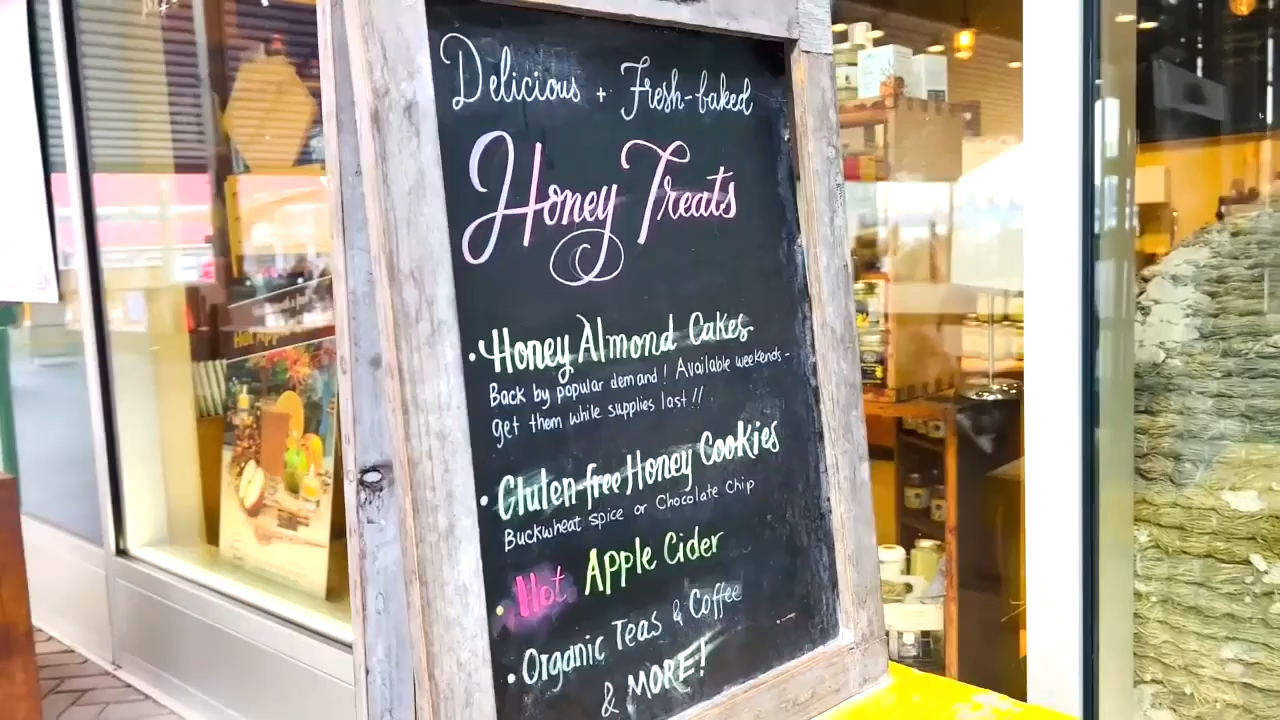 Delicious + Fresh-baked
Honey Treats
• Honey Almond Cakes
Back by popular demand! Available weekends -
get them while supplies last!!
• Gluten-free Honey Cookies
Buckwheat spice or Chocolate Chip
• Hot Apple Cider
• Organic Teas & Coffee
& MORE!